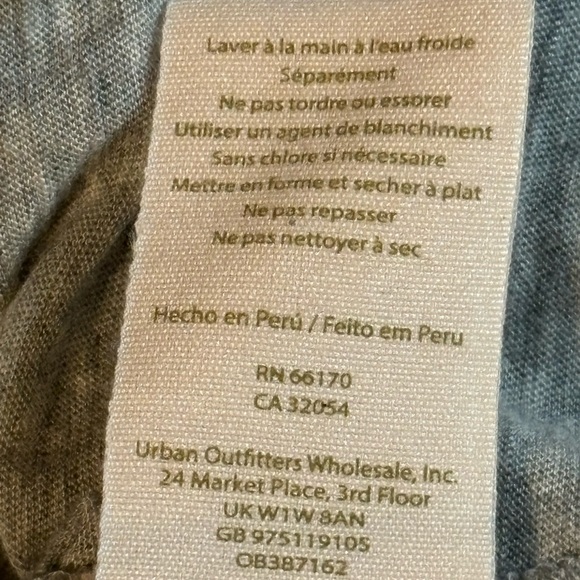 Laver à la main à l'eau froide
Séparément
Ne pas tordre ou essorer
Utiliser un agent de blanchiment
Sans chlore si nécessaire
Mettre en forme et secher à plat
Ne pas repasser
Ne pas nettoyer à sec
Hecho en Perú / Feito em Peru
RN 66170
CA 32054
Urban Outfitters Wholesale, Inc.
24 Market Place, 3rd Floor
UK W1W 8AN
GB 975119105
OB387162